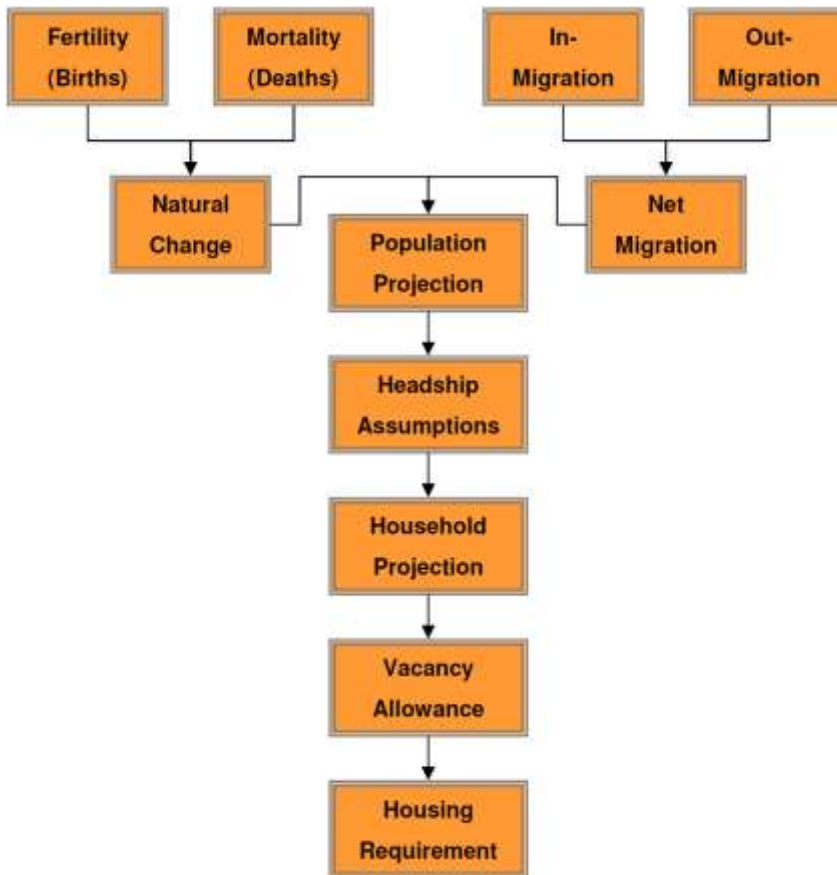 Fertility
(Births)
Mortality
(Deaths)
In-
Migration
Out-
Migration
Natural
Change
Net
Migration
Population
Projection
Headship
Assumptions
Household
Projection
Vacancy
Allowance
Housing
Requirement